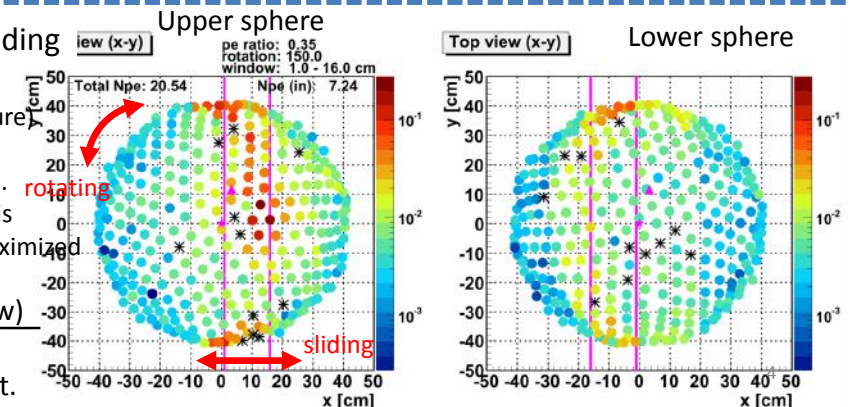 Upper sphere
Lower sphere
ding
iew (x-y)
pe ratio: 0.35
rotation: 150.0
window: 1.0 - 16.0 cm
Total Npe: 20.54
Npe (in): 7.24
y [cm]
50
40
30
20
10
0
-10
-20
-30
-40
-50
-50 -40 -30 -20 -10 0 10 20 30 40 50
x [cm]
10-1
10-2
10-3
ure)
.
rotating
is
ximized
w)
t.
sliding
Top view (x-y)
y [cm]
50
40
30
20
10
0
-10
-20
-30
-40
-50
-50 -40 -30 -20 -10 0 10 20 30 40 50
x [cm]
10-1
10-2
10-3
4